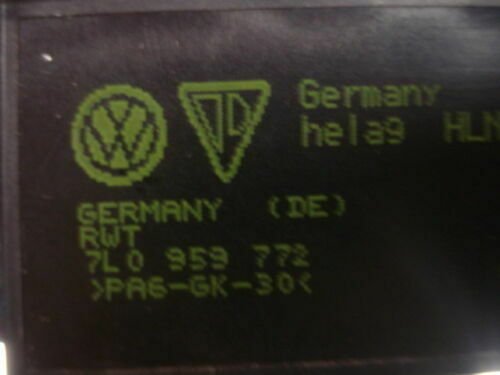 Germany
hela9 HLN
GERMANY (DE)
RWT
7L0 959 772
>PA6-GK-30<